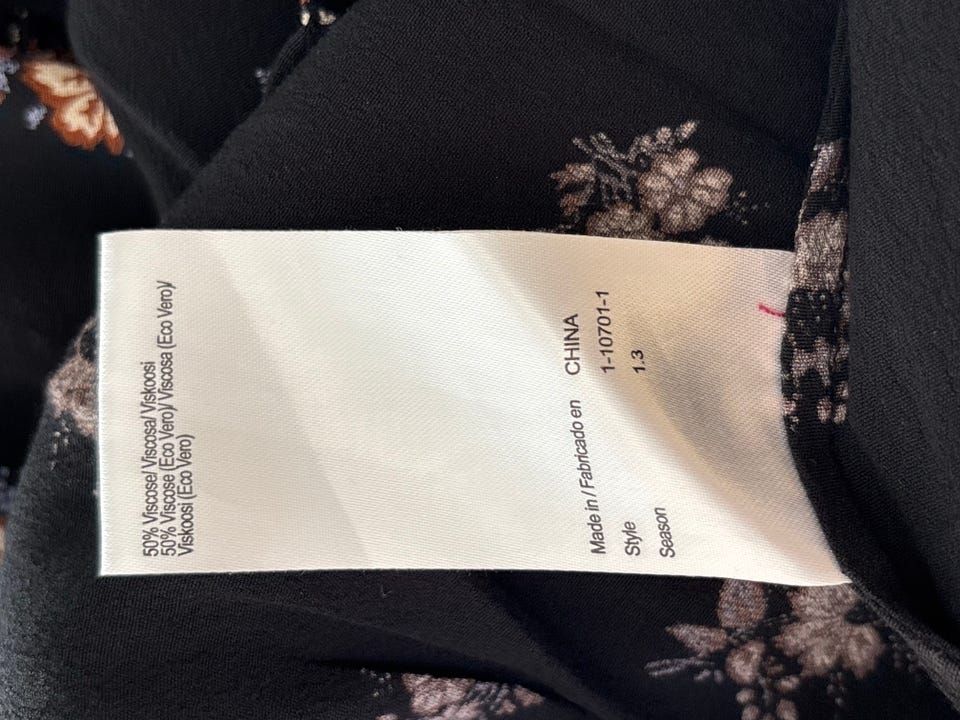 50% Viscose/ Viscosa/ Viskoosi
50% Viscose (Eco Vero)/ Viscosa (Eco Vero)/
Viskoosi (Eco Vero)
Made in / Fabricado en CHINA
Style 1-10701-1
Season 1.3